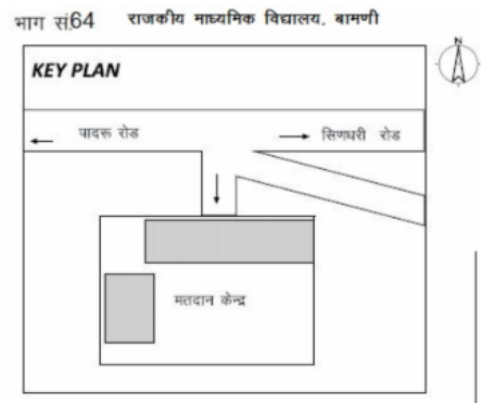 भाग सं.64 राजकीय माध्यमिक विद्यालय, बामणी
N
KEY PLAN
पादरू रोड
सिणधरी रोड
मतदान केन्द्र